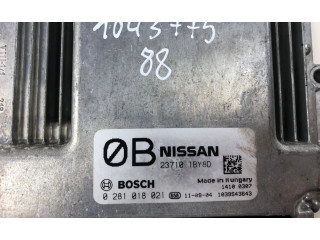 1043775
88
0B NISSAN
23710 1BY8D
BOSCH
Made in Hungary
1410 0387
0 281 018 021
11-08-04 1039S43643